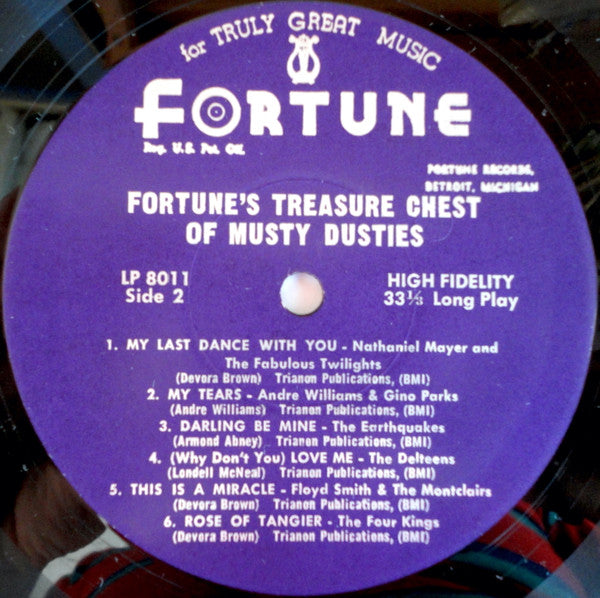 for TRULY GREAT MUSIC
FORTUNE
Reg. U.S. Pat. Off.
FORTUNE RECORDS,
DETROIT, MICHIGAN
FORTUNE'S TREASURE CHEST
OF MUSTY DUSTIES
LP 8011
Side 2
HIGH FIDELITY
33⅓ Long Play
1. MY LAST DANCE WITH YOU - Nathaniel Mayer and
The Fabulous Twilights
(Devora Brown) Trianon Publications, (BMI)
2. MY TEARS - Andre Williams & Gino Parks
(Andre Williams) Trianon Publications, (BMI)
3. DARLING BE MINE - The Earthquakes
(Armond Abney) Trianon Publications, (BMI)
4. (Why Don't You) LOVE ME - The Delteens
(Londell McNeal) Trianon Publications, (BMI)
5. THIS IS A MIRACLE - Floyd Smith & The Montclairs
(Devora Brown) Trianon Publications, (BMI)
6. ROSE OF TANGIER - The Four Kings
(Devora Brown) Trianon Publications, (BMI)